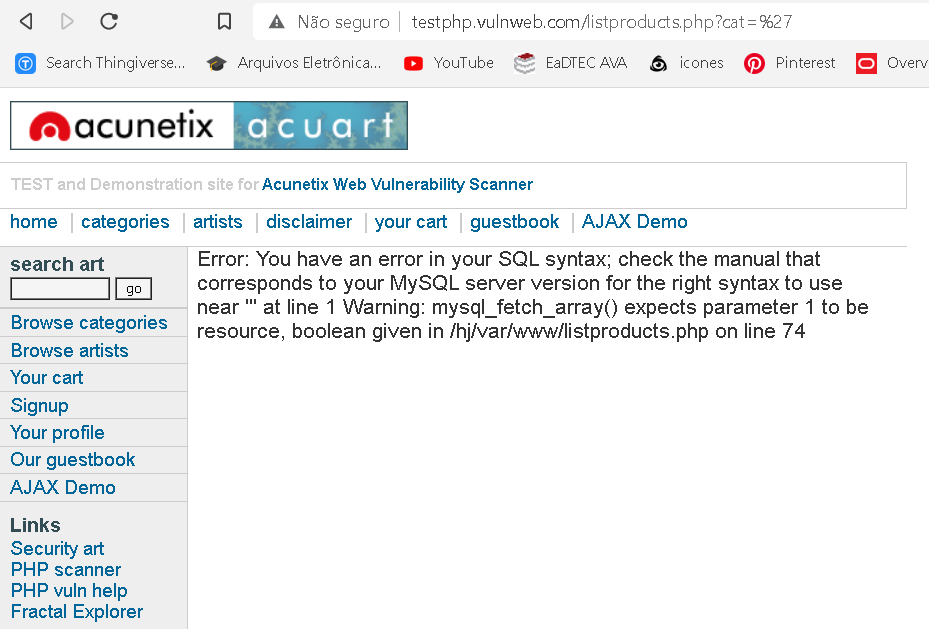 Não seguro testphp.vulnweb.com/listproducts.php?cat=%27
Search Thingiverse... Arquivos Eletrônica... YouTube EaDTEC AVA icones Pinterest Overv
acunetix acuart
TEST and Demonstration site for Acunetix Web Vulnerability Scanner
home categories artists disclaimer your cart guestbook AJAX Demo
search art
go
Browse categories
Browse artists
Your cart
Signup
Your profile
Our guestbook
AJAX Demo
Links
Security art
PHP scanner
PHP vuln help
Fractal Explorer
Error: You have an error in your SQL syntax; check the manual that
corresponds to your MySQL server version for the right syntax to use
near ''' at line 1 Warning: mysql_fetch_array() expects parameter 1 to be
resource, boolean given in /hj/var/www/listproducts.php on line 74